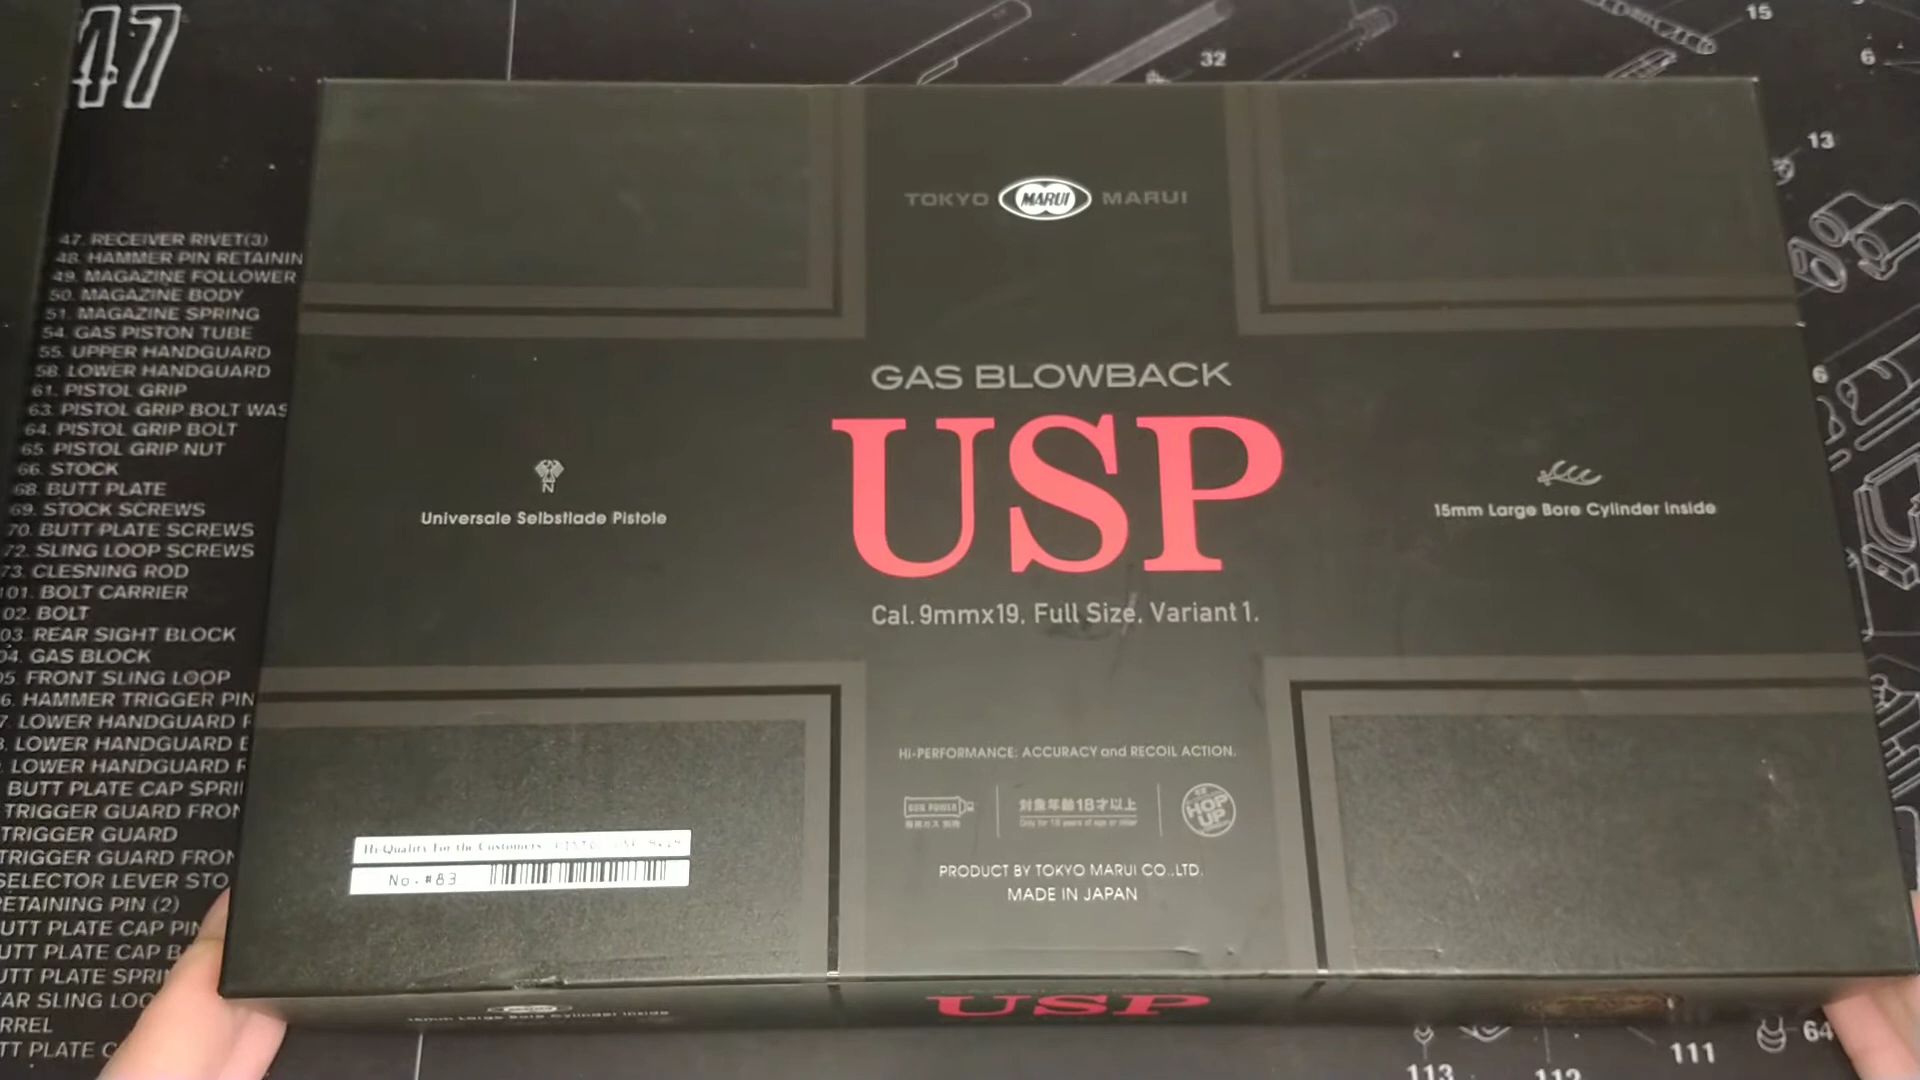 47
15
32
6
13
6
47. RECEIVER RIVET(3)
48. HAMMER PIN RETAININ
49. MAGAZINE FOLLOWER
50. MAGAZINE BODY
51. MAGAZINE SPRING
54. GAS PISTON TUBE
55. UPPER HANDGUARD
58. LOWER HANDGUARD
61. PISTOL GRIP
63. PISTOL GRIP BOLT WAS
64. PISTOL GRIP BOLT
65. PISTOL GRIP NUT
66. STOCK
68. BUTT PLATE
69. STOCK SCREWS
70. BUTT PLATE SCREWS
72. SLING LOOP SCREWS
73. CLESNING ROD
101. BOLT CARRIER
02. BOLT
03. REAR SIGHT BLOCK
04. GAS BLOCK
05. FRONT SLING LOOP
6. HAMMER TRIGGER PIN
7. LOWER HANDGUARD
LOWER HANDGUARD
LOWER HANDGUARD
BUTT PLATE CAP SPRI
TRIGGER GUARD FRON
TRIGGER GUARD
TRIGGER GUARD FRON
SELECTOR LEVER STO
ETAINING PIN (2)
UTT PLATE CAP PIN
UTT PLATE CAP
UTT PLATE SPRIN
AR SLING LOO
RREL
TT PLATE
TOKYO MARUI MARUI
GAS BLOWBACK
USP
Cal. 9mmx19, Full Size, Variant 1.
N
Universale Selbstlade Pistole
15mm Large Bore Cylinder inside
HI-PERFORMANCE: ACCURACY and RECOIL ACTION.
GUN POWER
対象年齢18才以上
Only for 18 years of age or older
HOP UP
PRODUCT BY TOKYO MARUI CO.,LTD.
MADE IN JAPAN
Hi-Quality For the Customers
No.#83
15mm Large Bore Cylinder inside
USP
64
111
112
113